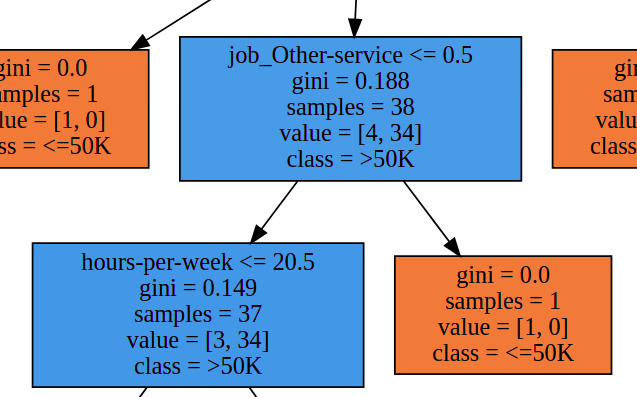 gini = 0.0
samples = 1
value = [1, 0]
class = <=50K
job_Other-service <= 0.5
gini = 0.188
samples = 38
value = [4, 34]
class = >50K
gin
sam
valu
class
hours-per-week <= 20.5
gini = 0.149
samples = 37
value = [3, 34]
class = >50K
gini = 0.0
samples = 1
value = [1, 0]
class = <=50K